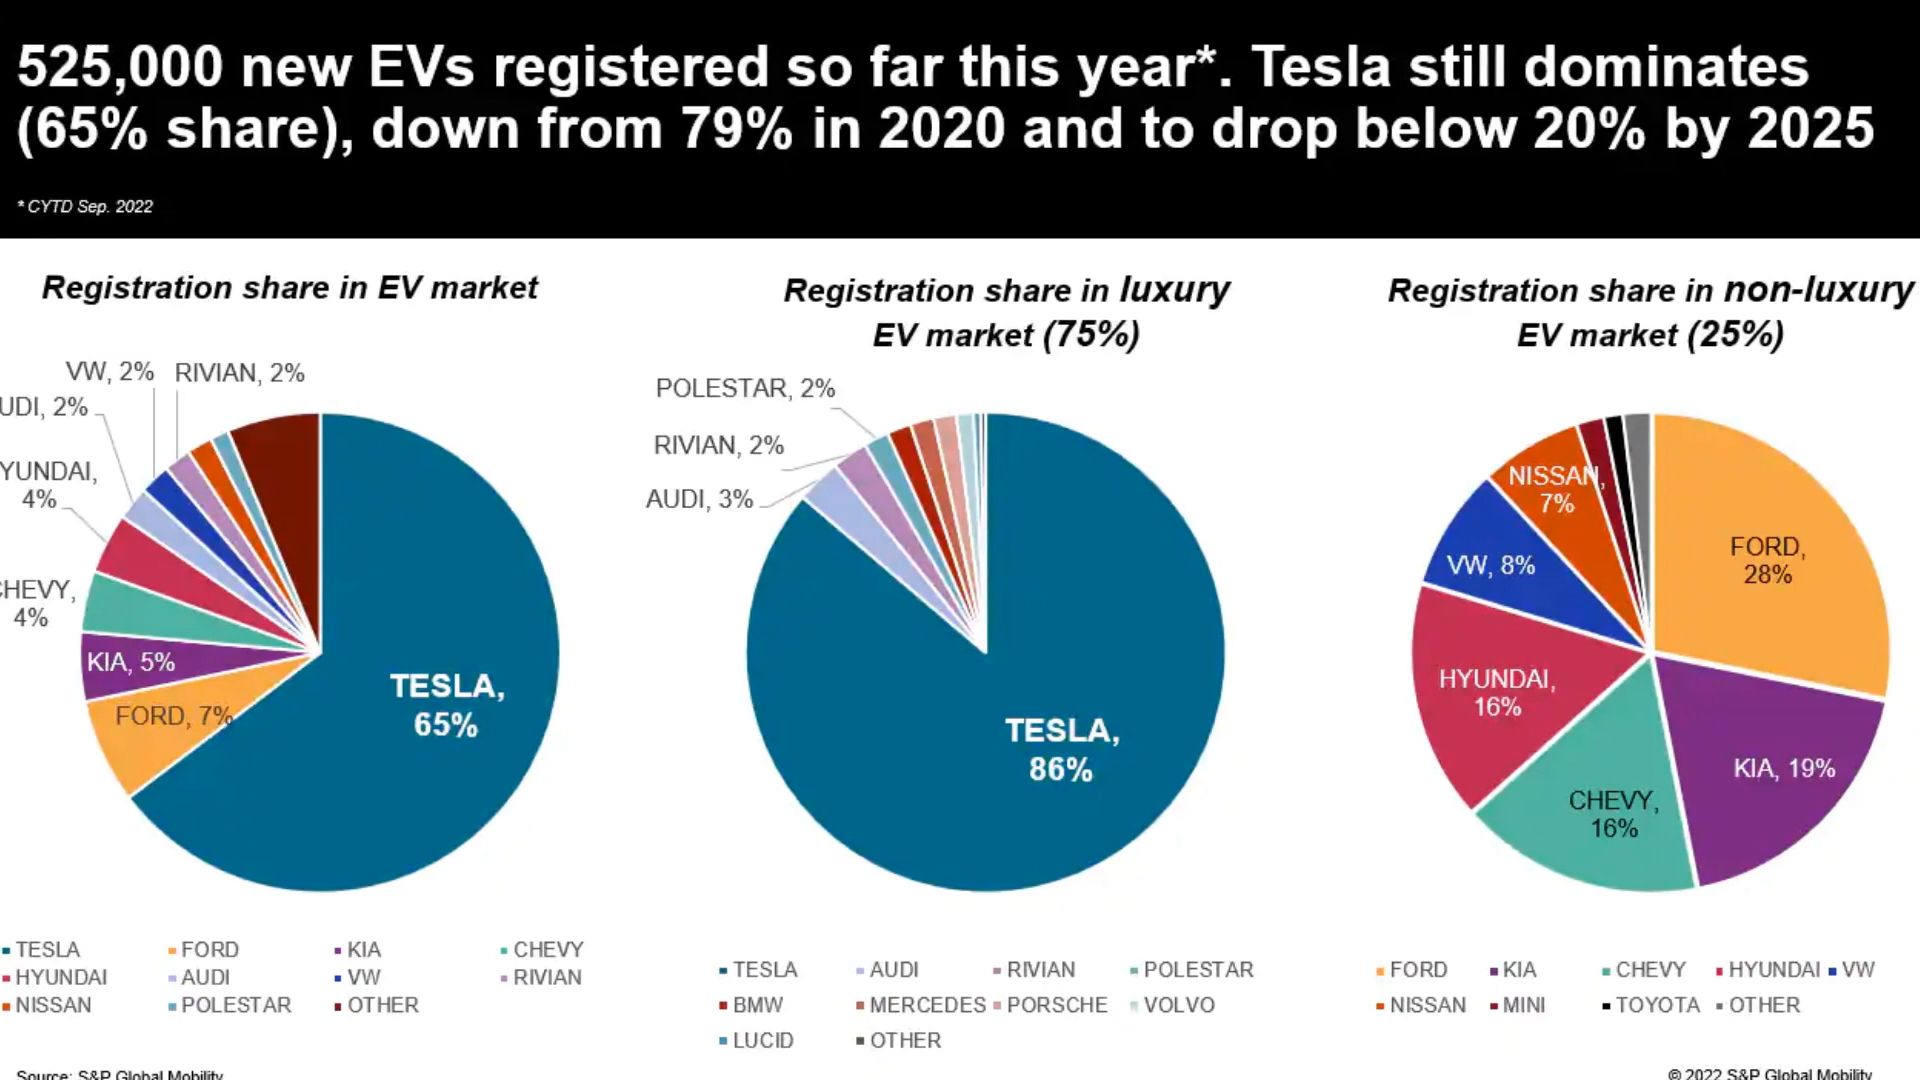 525,000 new EVs registered so far this year*. Tesla still dominates
(65% share), down from 79% in 2020 and to drop below 20% by 2025
* CYTD Sep. 2022
Registration share in EV market
VW, 2%
RIVIAN, 2%
UDI, 2%
YUNDAI,
4%
CHEVY,
4%
KIA, 5%
FORD, 7%
TESLA,
65%
TESLA FORD KIA CHEVY
HYUNDAI AUDI VW RIVIAN
NISSAN POLESTAR OTHER
Registration share in luxury
EV market (75%)
POLESTAR, 2%
RIVIAN, 2%
AUDI, 3%
TESLA,
86%
TESLA AUDI RIVIAN POLESTAR
BMW MERCEDES PORSCHE VOLVO
LUCID OTHER
Registration share in non-luxury
EV market (25%)
NISSAN,
7%
FORD,
28%
VW, 8%
HYUNDAI,
16%
KIA, 19%
CHEVY,
16%
FORD KIA CHEVY HYUNDAI VW
NISSAN MINI TOYOTA OTHER
Source: S&P Global Mobility
© 2022 S&P Global Mobility